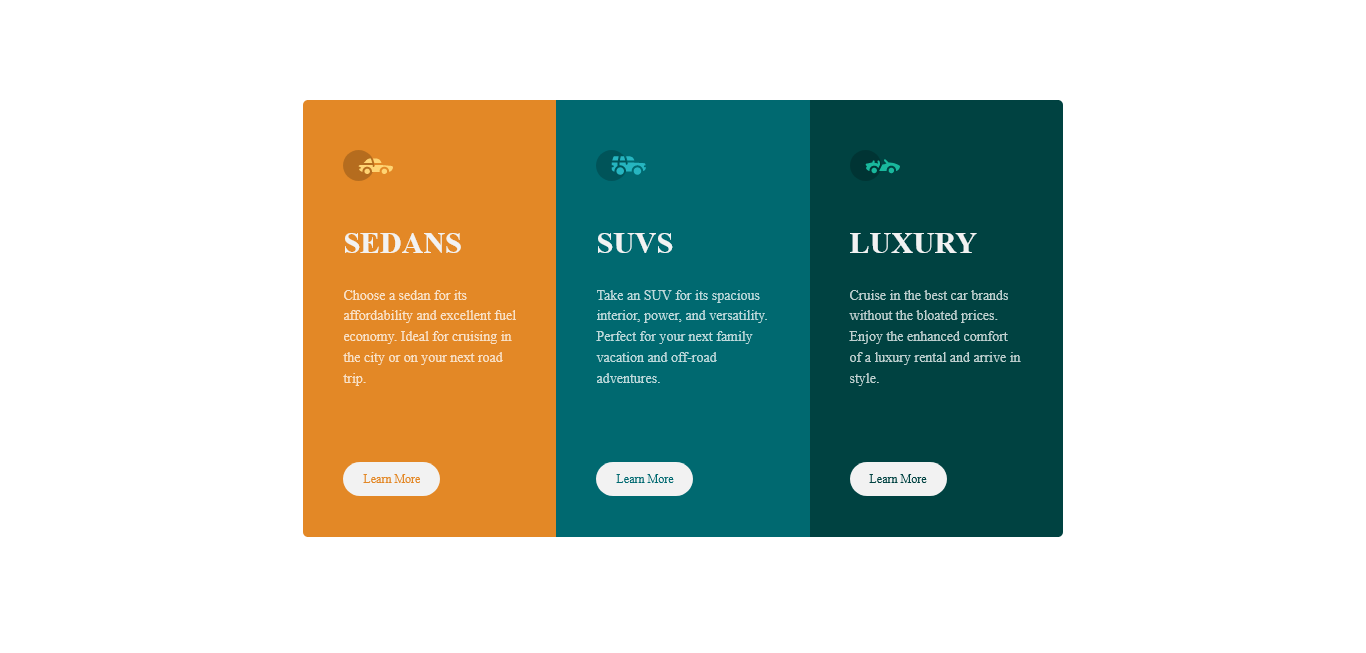 SEDANS
Choose a sedan for its
affordability and excellent fuel
economy. Ideal for cruising in
the city or on your next road
trip.
Learn More
SUVS
Take an SUV for its spacious
interior, power, and versatility.
Perfect for your next family
vacation and off-road
adventures.
Learn More
LUXURY
Cruise in the best car brands
without the bloated prices.
Enjoy the enhanced comfort
of a luxury rental and arrive in
style.
Learn More